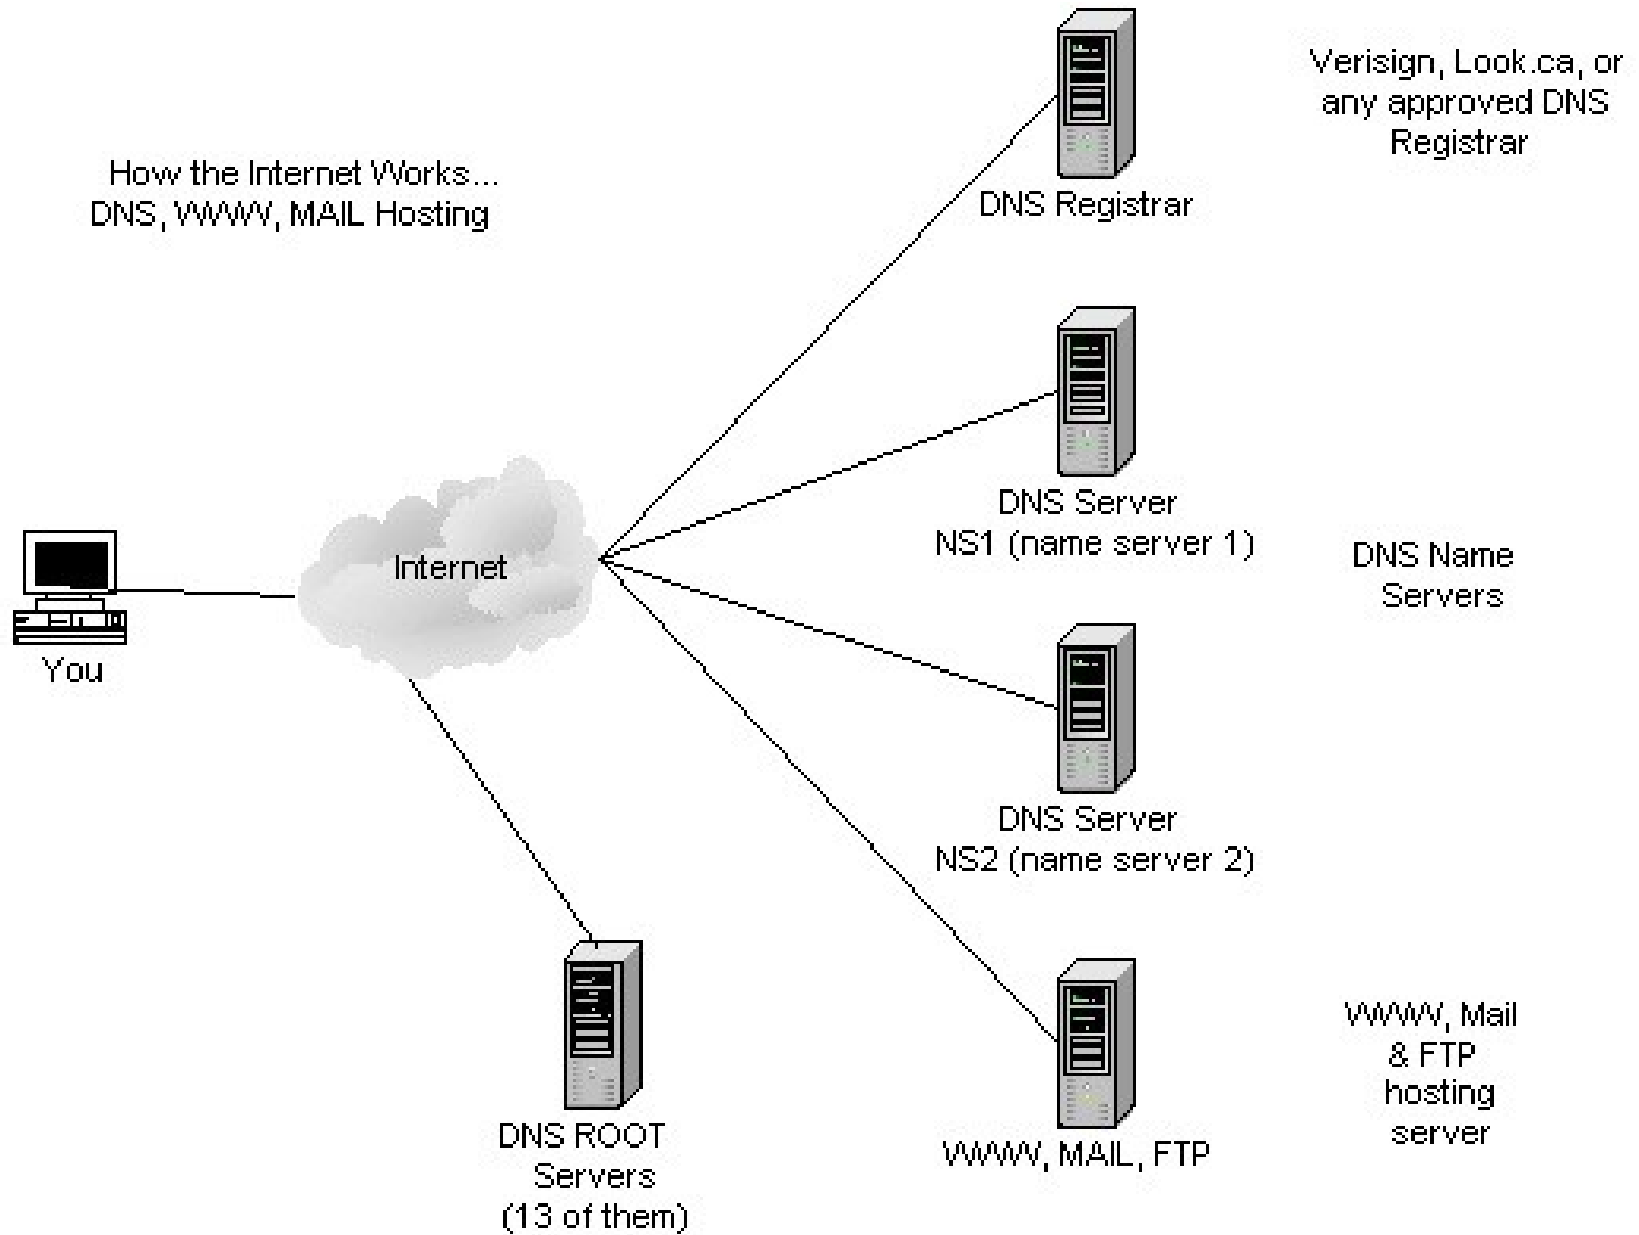 How the Internet Works...
DNS, WWW, MAIL Hosting
Verisign, Look.ca, or
any approved DNS
Registrar
DNS Registrar
DNS Server
NS1 (name server 1)
DNS Name
Servers
Internet
You
DNS Server
NS2 (name server 2)
WWW, Mail
& FTP
hosting
server
WWW, MAIL, FTP
DNS ROOT
Servers
(13 of them)